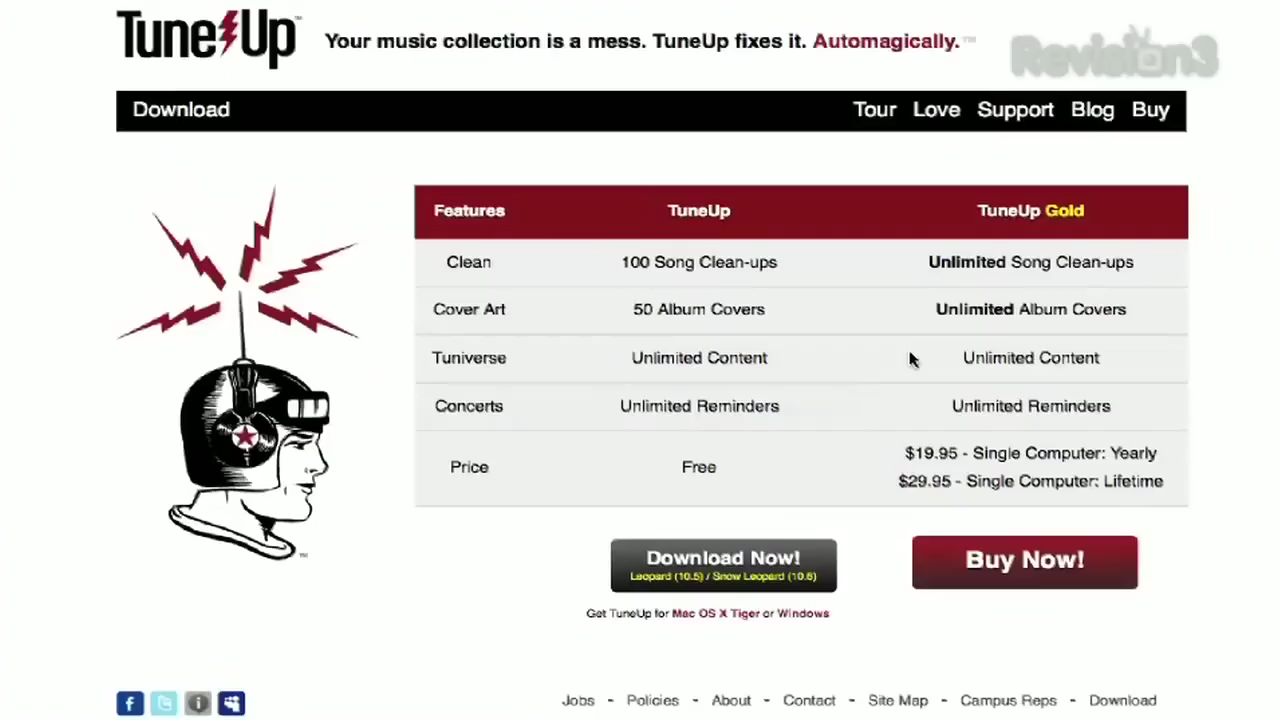 TuneUp™
Your music collection is a mess. TuneUp fixes it. Automagically.™
Revision3
Download Tour Love Support Blog Buy
Features TuneUp TuneUp Gold
Clean 100 Song Clean-ups Unlimited Song Clean-ups
Cover Art 50 Album Covers Unlimited Album Covers
Tuniverse Unlimited Content Unlimited Content
Concerts Unlimited Reminders Unlimited Reminders
Price Free $19.95 - Single Computer: Yearly
$29.95 - Single Computer: Lifetime
Download Now! Buy Now!
Leopard (10.5) / Snow Leopard (10.6)
™
Get TuneUp for Mac OS X Tiger or Windows
Jobs - Policies - About - Contact - Site Map - Campus Reps - Download